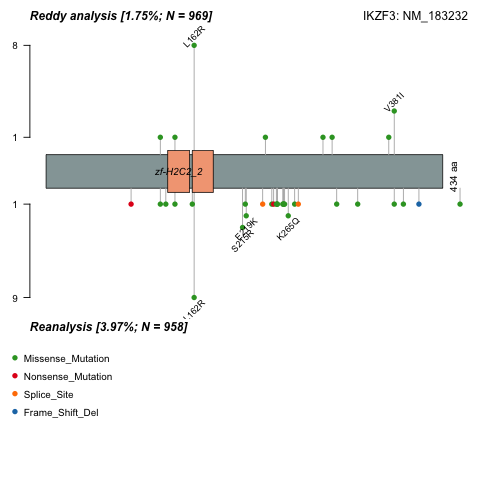 Reddy analysis [1.75%; N = 969]
IKZF3: NM_183232
8
L162R
V381I
1
zf-H2C2_2
434 aa
1
E219K
S215R
K265Q
9
L162R
Reanalysis [3.97%; N = 958]
Missense_Mutation
Nonsense_Mutation
Splice_Site
Frame_Shift_Del